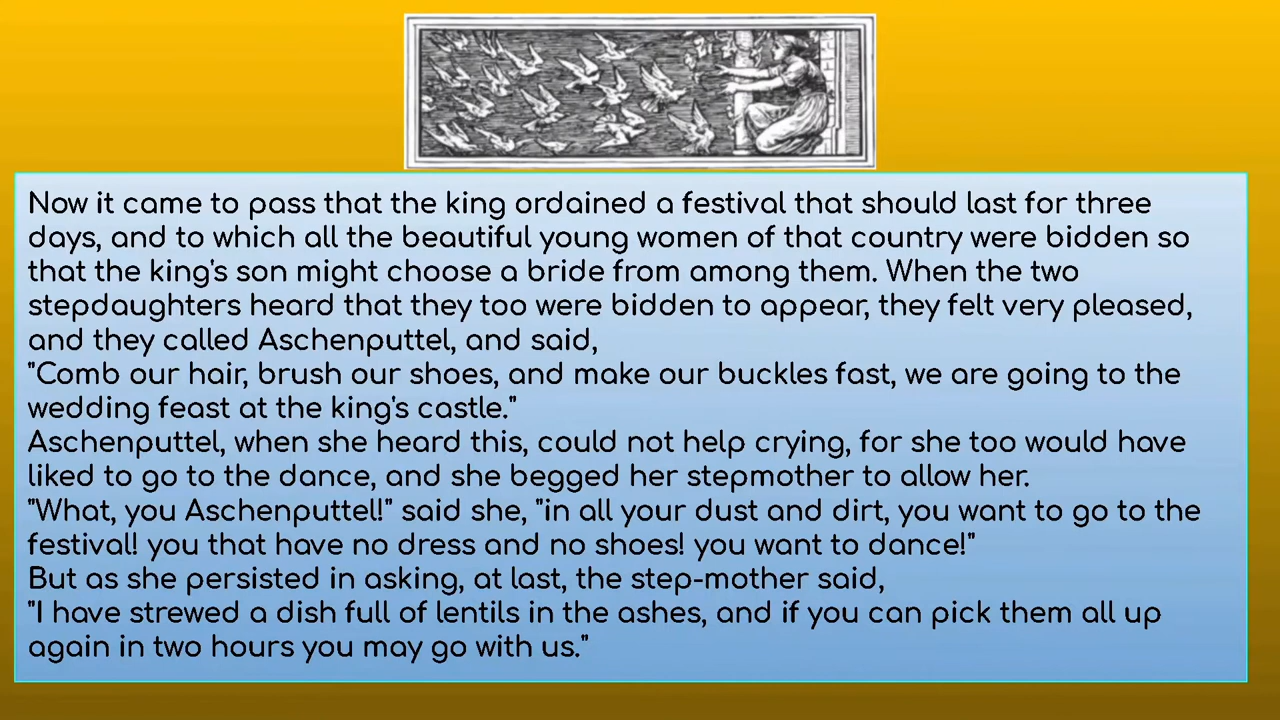 Now it came to pass that the king ordained a festival that should last for three
days, and to which all the beautiful young women of that country were bidden so
that the king's son might choose a bride from among them. When the two
stepdaughters heard that they too were bidden to appear, they felt very pleased,
and they called Aschenputtel, and said,
"Comb our hair, brush our shoes, and make our buckles fast, we are going to the
wedding feast at the king's castle."
Aschenputtel, when she heard this, could not help crying, for she too would have
liked to go to the dance, and she begged her stepmother to allow her.
"What, you Aschenputtel!" said she, "in all your dust and dirt, you want to go to the
festival! you that have no dress and no shoes! you want to dance!"
But as she persisted in asking, at last, the step-mother said,
"I have strewed a dish full of lentils in the ashes, and if you can pick them all up
again in two hours you may go with us."